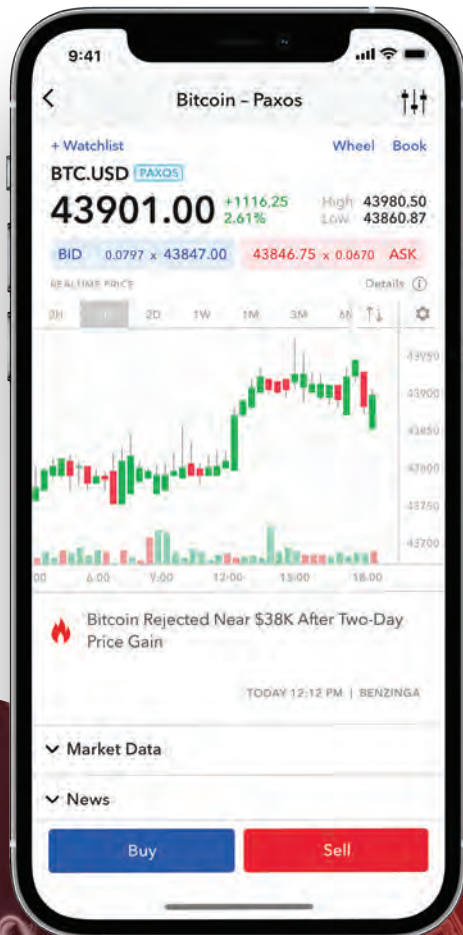 9:41
Bitcoin – Paxos
+ Watchlist Wheel Book
BTC.USD PAXOS
43901.00 +1116.25 2.61% High 43980.50 Low 43860.87
BID 0.0797 x 43847.00 43846.75 x 0.0670 ASK
REALTIME PRICE Details
2D 1W 1M 3M
43950
43900
43850
43800
43750
43700
:00 6:00 9:00 12:00 15:00 18:00
Bitcoin Rejected Near $38K After Two-Day
Price Gain
TODAY 12:12 PM | BENZINGA
Market Data
News
Buy Sell